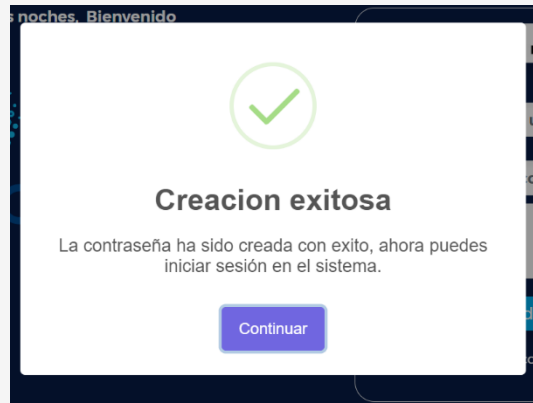 noches, Bienvenido
Creacion exitosa
La contraseña ha sido creada con exito, ahora puedes
iniciar sesión en el sistema.
Continuar